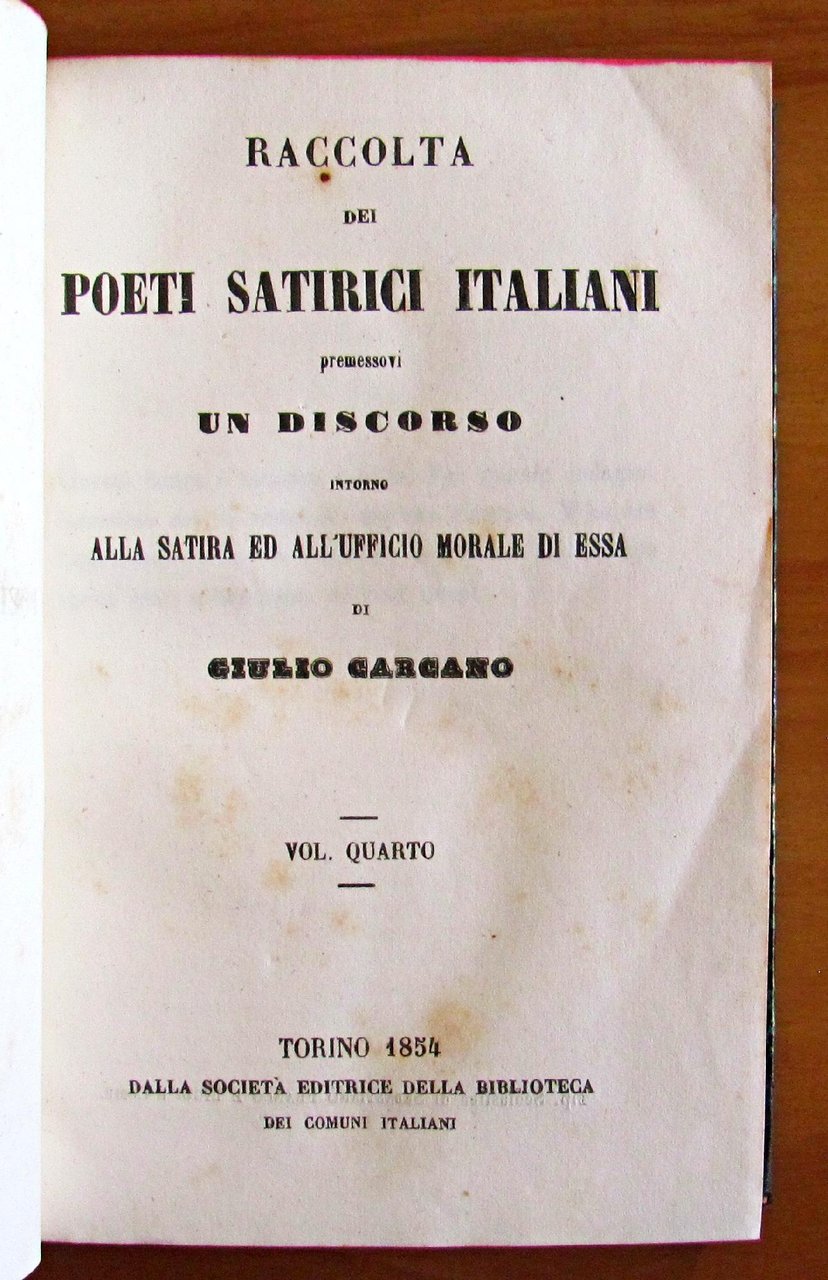 RACCOLTA
DEI
POETI SATIRICI ITALIANI
premessovi
UN DISCORSO
INTORNO
ALLA SATIRA ED ALL'UFFICIO MORALE DI ESSA
DI
GIULIO CARCANO
VOL. QUARTO
TORINO 1854
DALLA SOCIETÀ EDITRICE DELLA BIBLIOTECA
DEI COMUNI ITALIANI